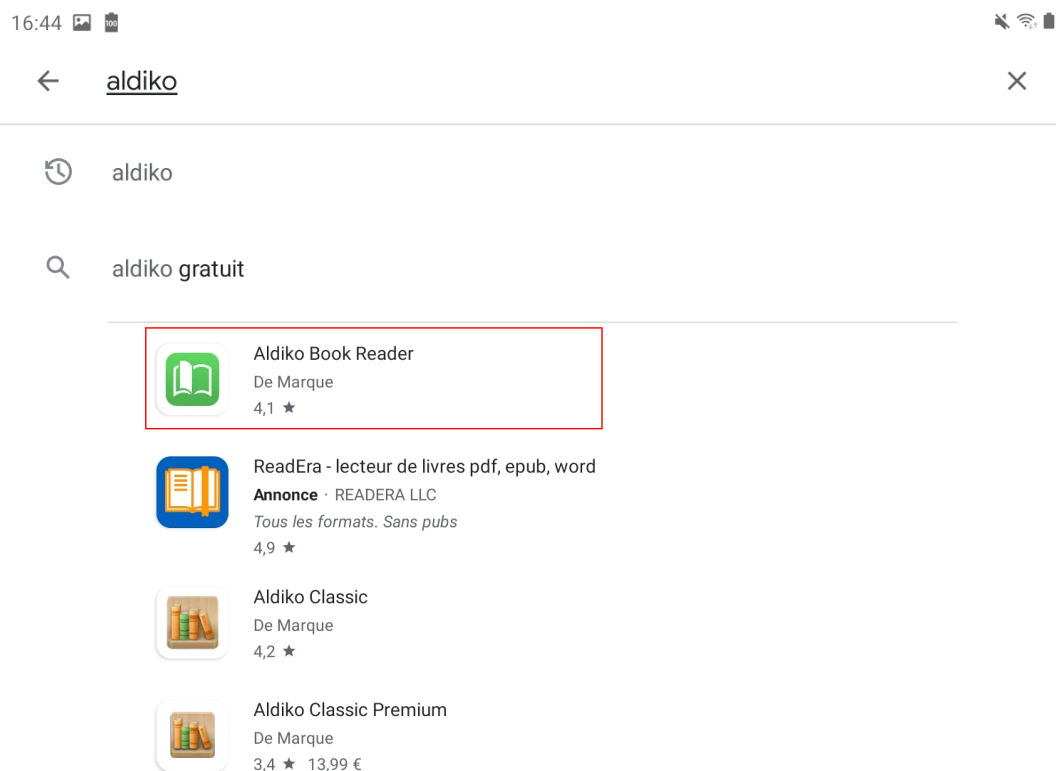 16:44
100
aldiko
aldiko
aldiko gratuit
Aldiko Book Reader
De Marque
4,1 ★
ReadEra - lecteur de livres pdf, epub, word
Annonce · READERA LLC
Tous les formats. Sans pubs
4,9 ★
Aldiko Classic
De Marque
4,2 ★
Aldiko Classic Premium
De Marque
3,4 ★ 13,99 €